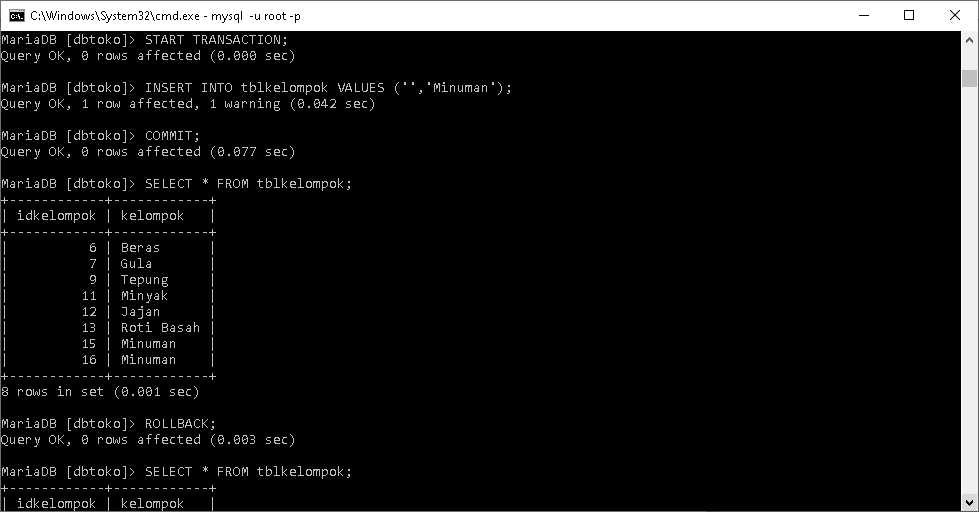 C:\Windows\System32\cmd.exe - mysql  -u root -p
MariaDB [dbtoko]> START TRANSACTION;
Query OK, 0 rows affected (0.000 sec)
MariaDB [dbtoko]> INSERT INTO tblkelompok VALUES ('','Minuman');
Query OK, 1 row affected, 1 warning (0.042 sec)
MariaDB [dbtoko]> COMMIT;
Query OK, 0 rows affected (0.077 sec)
MariaDB [dbtoko]> SELECT * FROM tblkelompok;
+------------+------------+
| idkelompok | kelompok   |
+------------+------------+
|          6 | Beras      |
|          7 | Gula       |
|          9 | Tepung     |
|         11 | Minyak     |
|         12 | Jajan      |
|         13 | Roti Basah |
|         15 | Minuman    |
|         16 | Minuman    |
+------------+------------+
8 rows in set (0.001 sec)
MariaDB [dbtoko]> ROLLBACK;
Query OK, 0 rows affected (0.003 sec)
MariaDB [dbtoko]> SELECT * FROM tblkelompok;
+------------+------------+
| idkelompok | kelompok   |